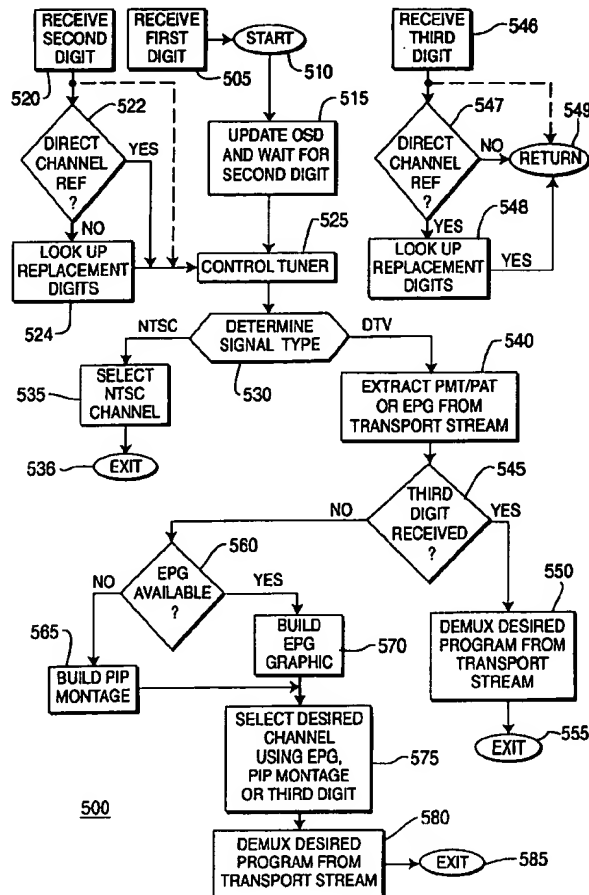 RECEIVE
SECOND
DIGIT
520
RECEIVE
FIRST
DIGIT
505
START
510
RECEIVE
THIRD
DIGIT
546
522
DIRECT
CHANNEL
REF
?
YES
NO
515
UPDATE OSD
AND WAIT FOR
SECOND DIGIT
547
DIRECT
CHANNEL
REF
?
NO
YES
549
RETURN
548
LOOK UP
REPLACEMENT
DIGITS
YES
LOOK UP
REPLACEMENT
DIGITS
524
525
CONTROL TUNER
NTSC
DETERMINE
SIGNAL TYPE
DTV
530
535
SELECT
NTSC
CHANNEL
536
EXIT
540
EXTRACT PMT/PAT
OR EPG FROM
TRANSPORT STREAM
545
THIRD
DIGIT
RECEIVED
?
NO
YES
560
EPG
AVAILABLE
?
NO
YES
550
DEMUX DESIRED
PROGRAM FROM
TRANSPORT
STREAM
565
BUILD PIP
MONTAGE
BUILD
EPG
GRAPHIC
570
EXIT
555
SELECT DESIRED
CHANNEL
USING EPG,
PIP MONTAGE
OR THIRD DIGIT
575
500
580
DEMUX DESIRED
PROGRAM FROM
TRANSPORT STREAM
EXIT
585